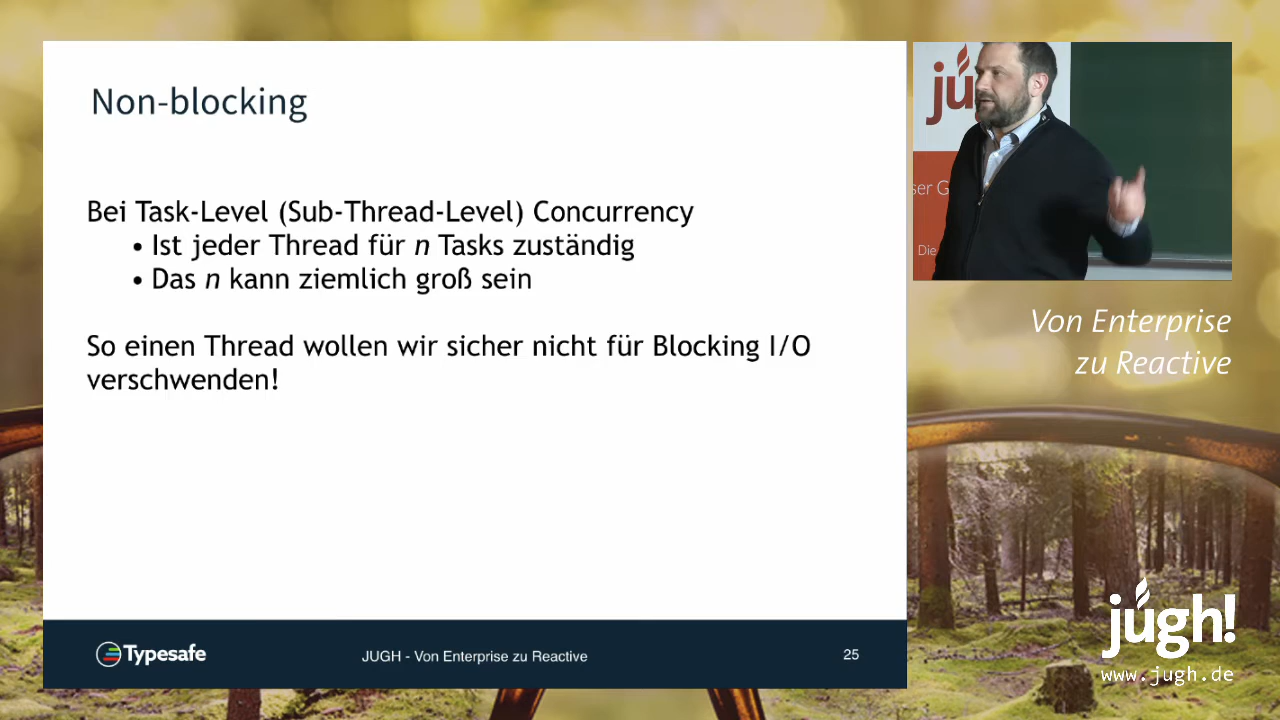 Non-blocking
Bei Task-Level (Sub-Thread-Level) Concurrency
• Ist jeder Thread für n Tasks zuständig
• Das n kann ziemlich groß sein
So einen Thread wollen wir sicher nicht für Blocking I/O
verschwenden!
Typesafe
JUGH - Von Enterprise zu Reactive
25
Von Enterprise
zu Reactive
jugh!
www.jugh.de